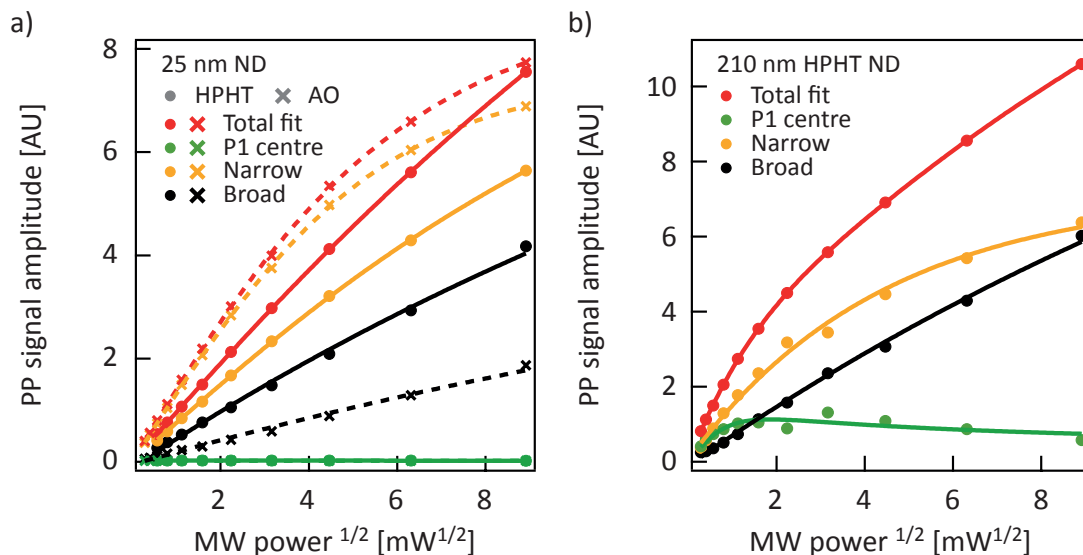 a)
PP signal amplitude [AU]
8
6
4
2
0
25 nm ND
HPHT AO
Total fit
P1 centre
Narrow
Broad
0 2 4 6 8
MW power 1/2 [mW1/2]
b)
PP signal amplitude [AU]
10
8
6
4
2
0
210 nm HPHT ND
Total fit
P1 centre
Narrow
Broad
0 2 4 6 8
MW power 1/2 [mW1/2]